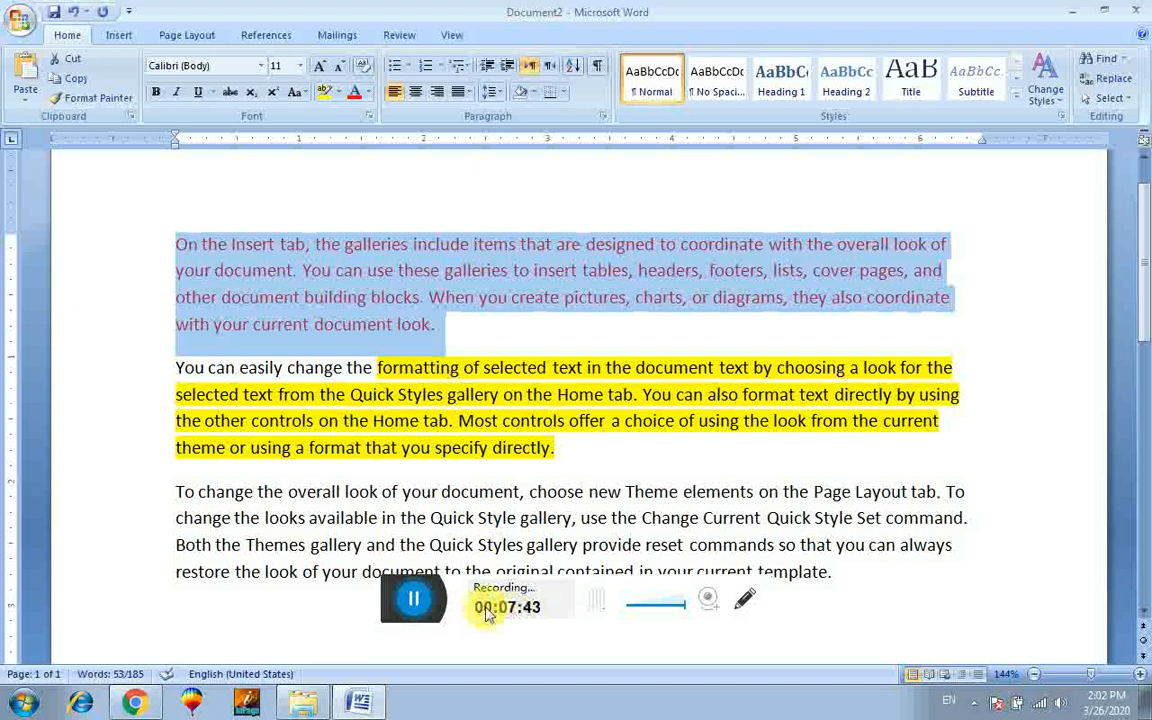 Document2 - Microsoft Word
Home Insert Page Layout References Mailings Review View
Paste
Cut
Copy
Format Painter
Clipboard
Calibri (Body) 11
B I U abc x₂ x² Aa
Font
Paragraph
AaBbCcDc AaBbCcDc AaBbC AaBbCc AaB AaBbCc.
¶ Normal ¶ No Spaci... Heading 1 Heading 2 Title Subtitle
Change Styles
Styles
Find
Replace
Select
Editing
1 2 3 4 5 6 7
On the Insert tab, the galleries include items that are designed to coordinate with the overall look of
your document. You can use these galleries to insert tables, headers, footers, lists, cover pages, and
other document building blocks. When you create pictures, charts, or diagrams, they also coordinate
with your current document look.
You can easily change the formatting of selected text in the document text by choosing a look for the
selected text from the Quick Styles gallery on the Home tab. You can also format text directly by using
the other controls on the Home tab. Most controls offer a choice of using the look from the current
theme or using a format that you specify directly.
To change the overall look of your document, choose new Theme elements on the Page Layout tab. To
change the looks available in the Quick Style gallery, use the Change Current Quick Style Set command.
Both the Themes gallery and the Quick Styles gallery provide reset commands so that you can always
restore the look of your document to the original contained in your current template.
Recording...
00:07:43
Page: 1 of 1 Words: 53/185 English (United States) 144%
EN 2:02 PM
3/26/2020